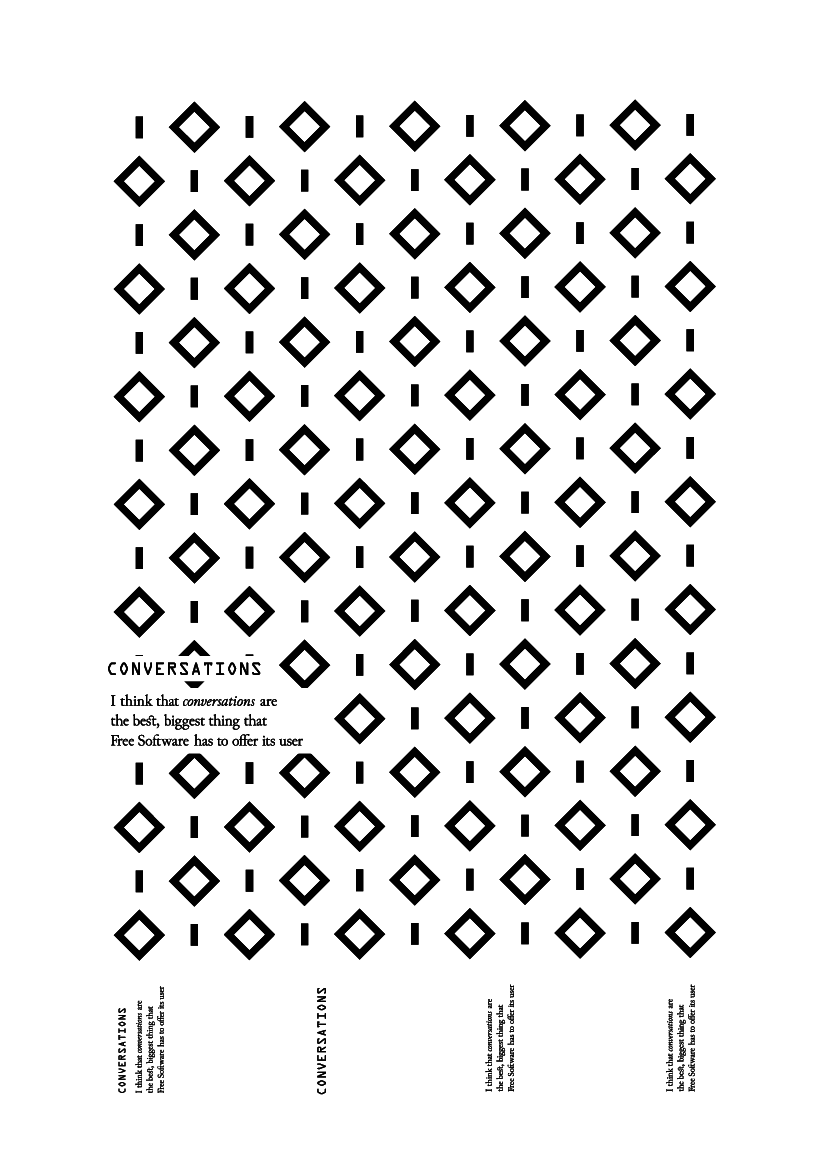 CONVERSATIONS
I think that conversations are
the best, biggest thing that
Free Software has to offer its user
CONVERSATIONS
I think that conversations are
the best, biggest thing that
Free Software has to offer its user
CONVERSATIONS
I think that conversations are
the best, biggest thing that
Free Software has to offer its user
I think that conversations are
the best, biggest thing that
Free Software has to offer its user